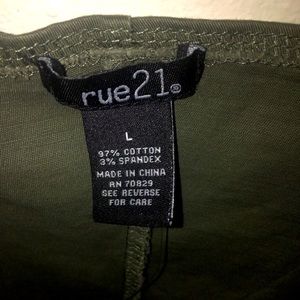 rue21®
L
97% COTTON
3% SPANDEX
MADE IN CHINA
RN 70829
SEE REVERSE
FOR CARE